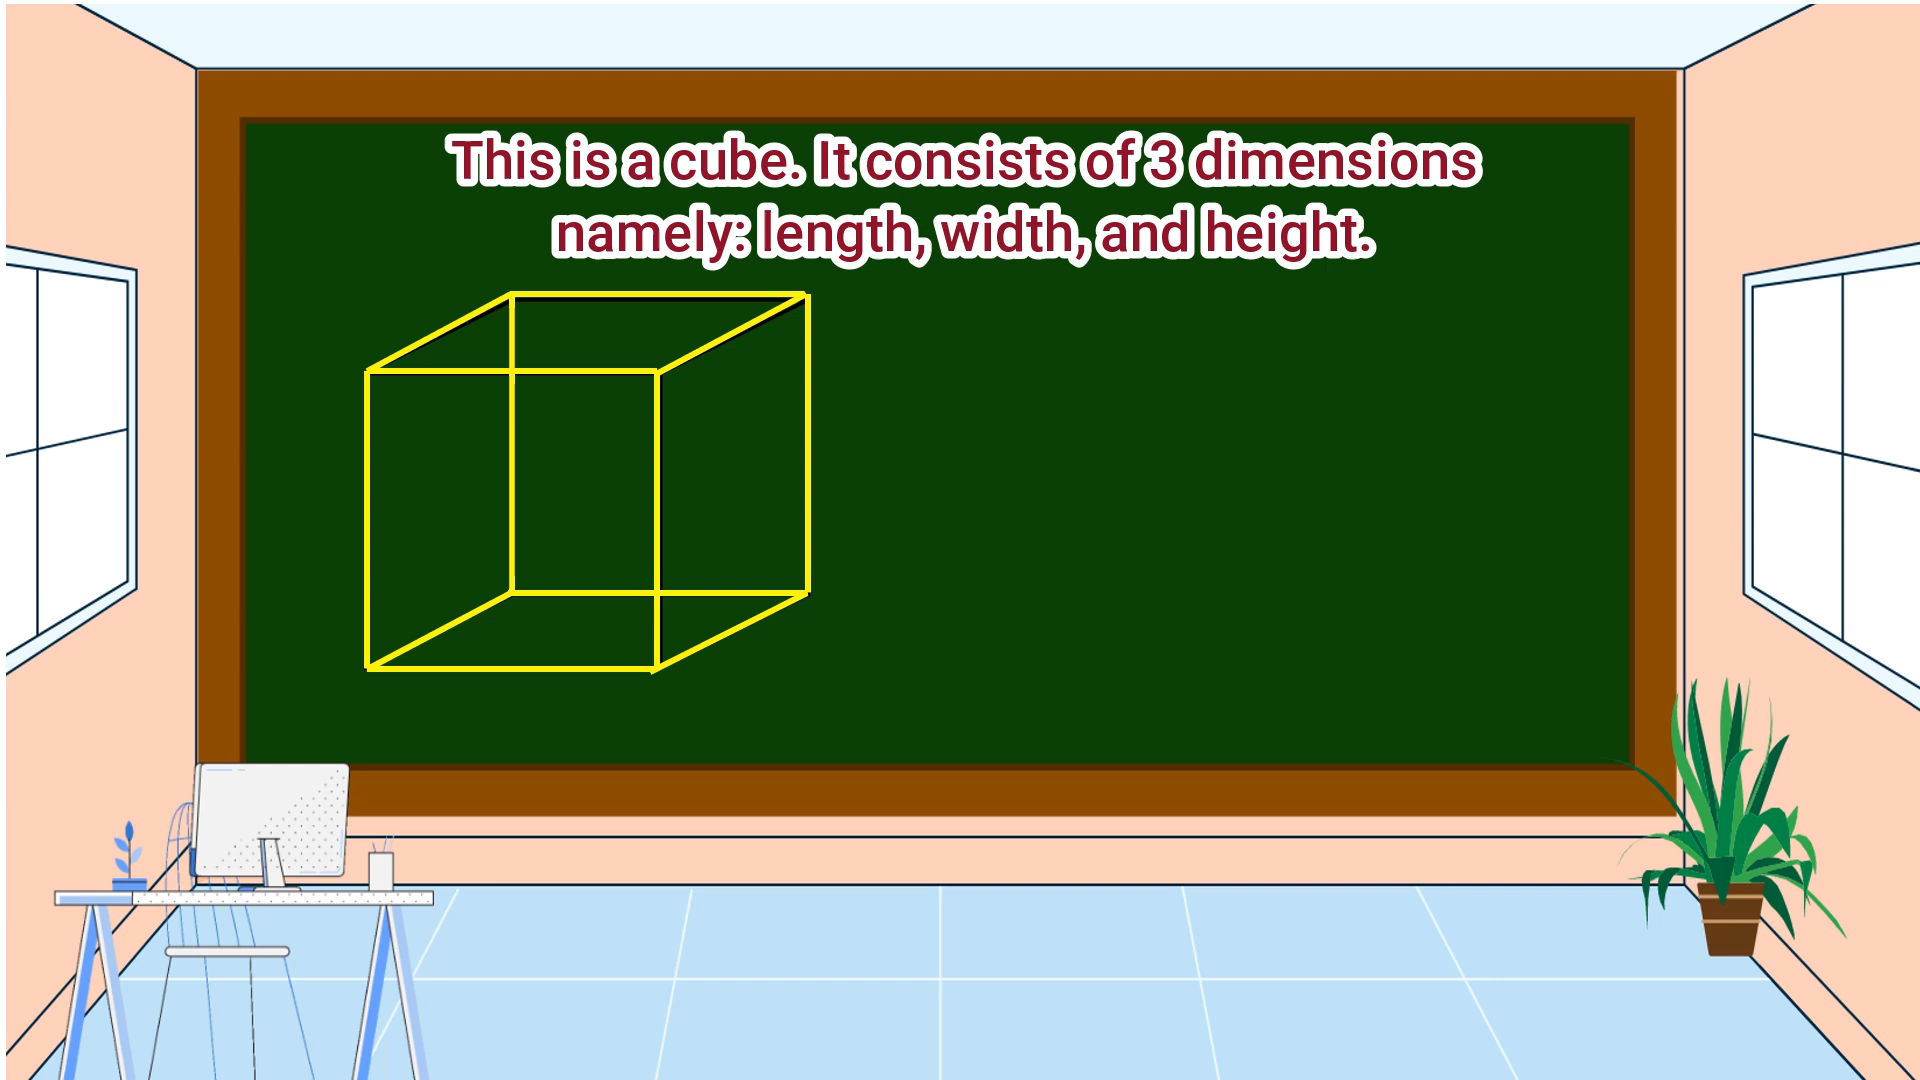 This is a cube. It consists of 3 dimensions
namely: length, width, and height.